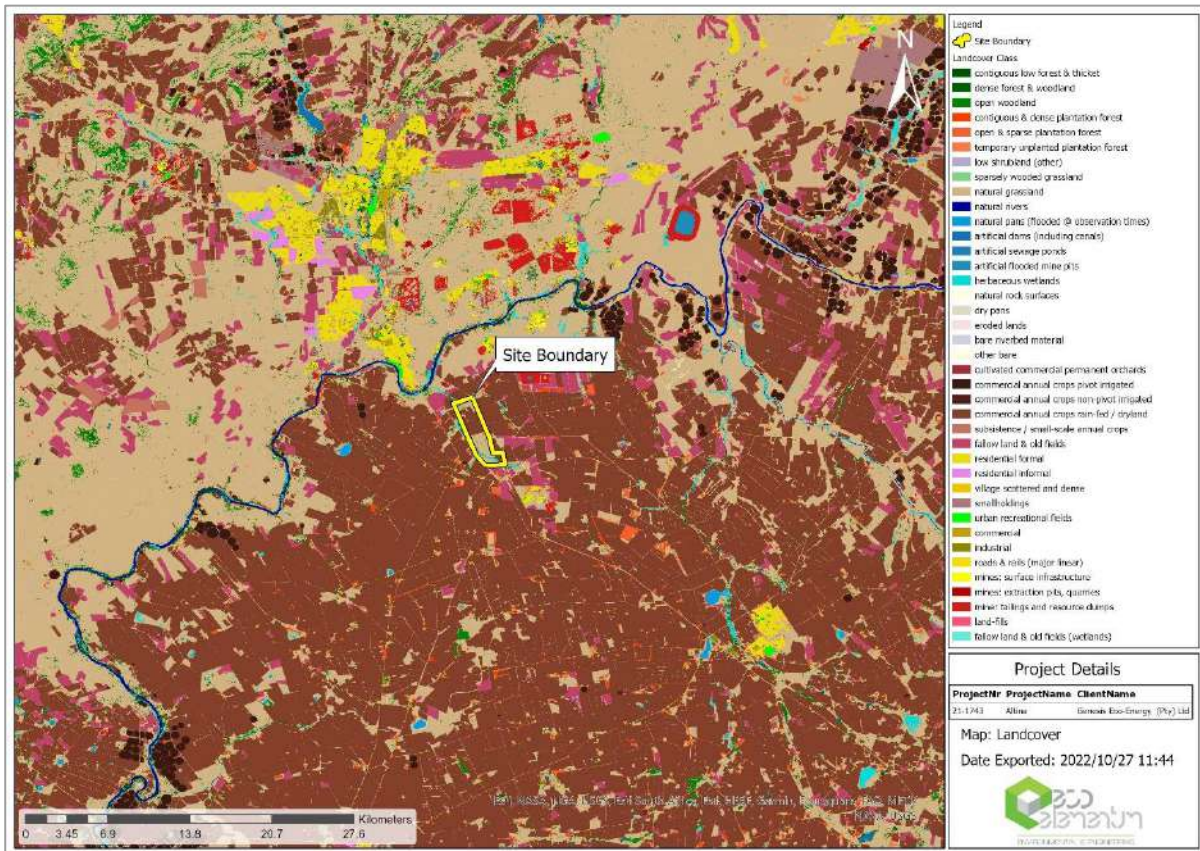 Site Boundary
0 3.45 6.9 13.8 20.7 27.6
Kilometers
Legend
N
Site Boundary
Landcover Class
contiguous low forest & thicket
dense forest & woodland
open woodland
contiguous & dense plantation forest
open & sparse plantation forest
temporary unplanted plantation forest
low shrubland (other)
sparsely wooded grassland
natural grassland
natural rivers
natural pans (flooded @ observation times)
artificial dams (including canals)
artificial sewage ponds
artificial flooded mine pits
herbaceous wetlands
natural rock surfaces
dry pans
eroded lands
bare riverbed material
other bare
cultivated commercial permanent orchards
commercial annual crops pivot irrigated
commercial annual crops non-pivot irrigated
commercial annual crops rain-fed / dryland
subsistence / small-scale annual crops
fallow land & old fields
residential formal
residential informal
village scattered and dense
smallholdings
urban recreational fields
commercial
industrial
roads & rails (major linear)
mines: surface infrastructure
mines: extraction pits, quarries
mine: tailings and resource dumps
land-fills
fallow land & old fields (wetlands)
Project Details
ProjectNr ProjectName ClientName
21-1743 Genesis Eco-Energy (Pty) Ltd
Map: Landcover
Date Exported: 2022/10/27 11:44
eco
elementum
ENVIRONMENTAL & ENGINEERING